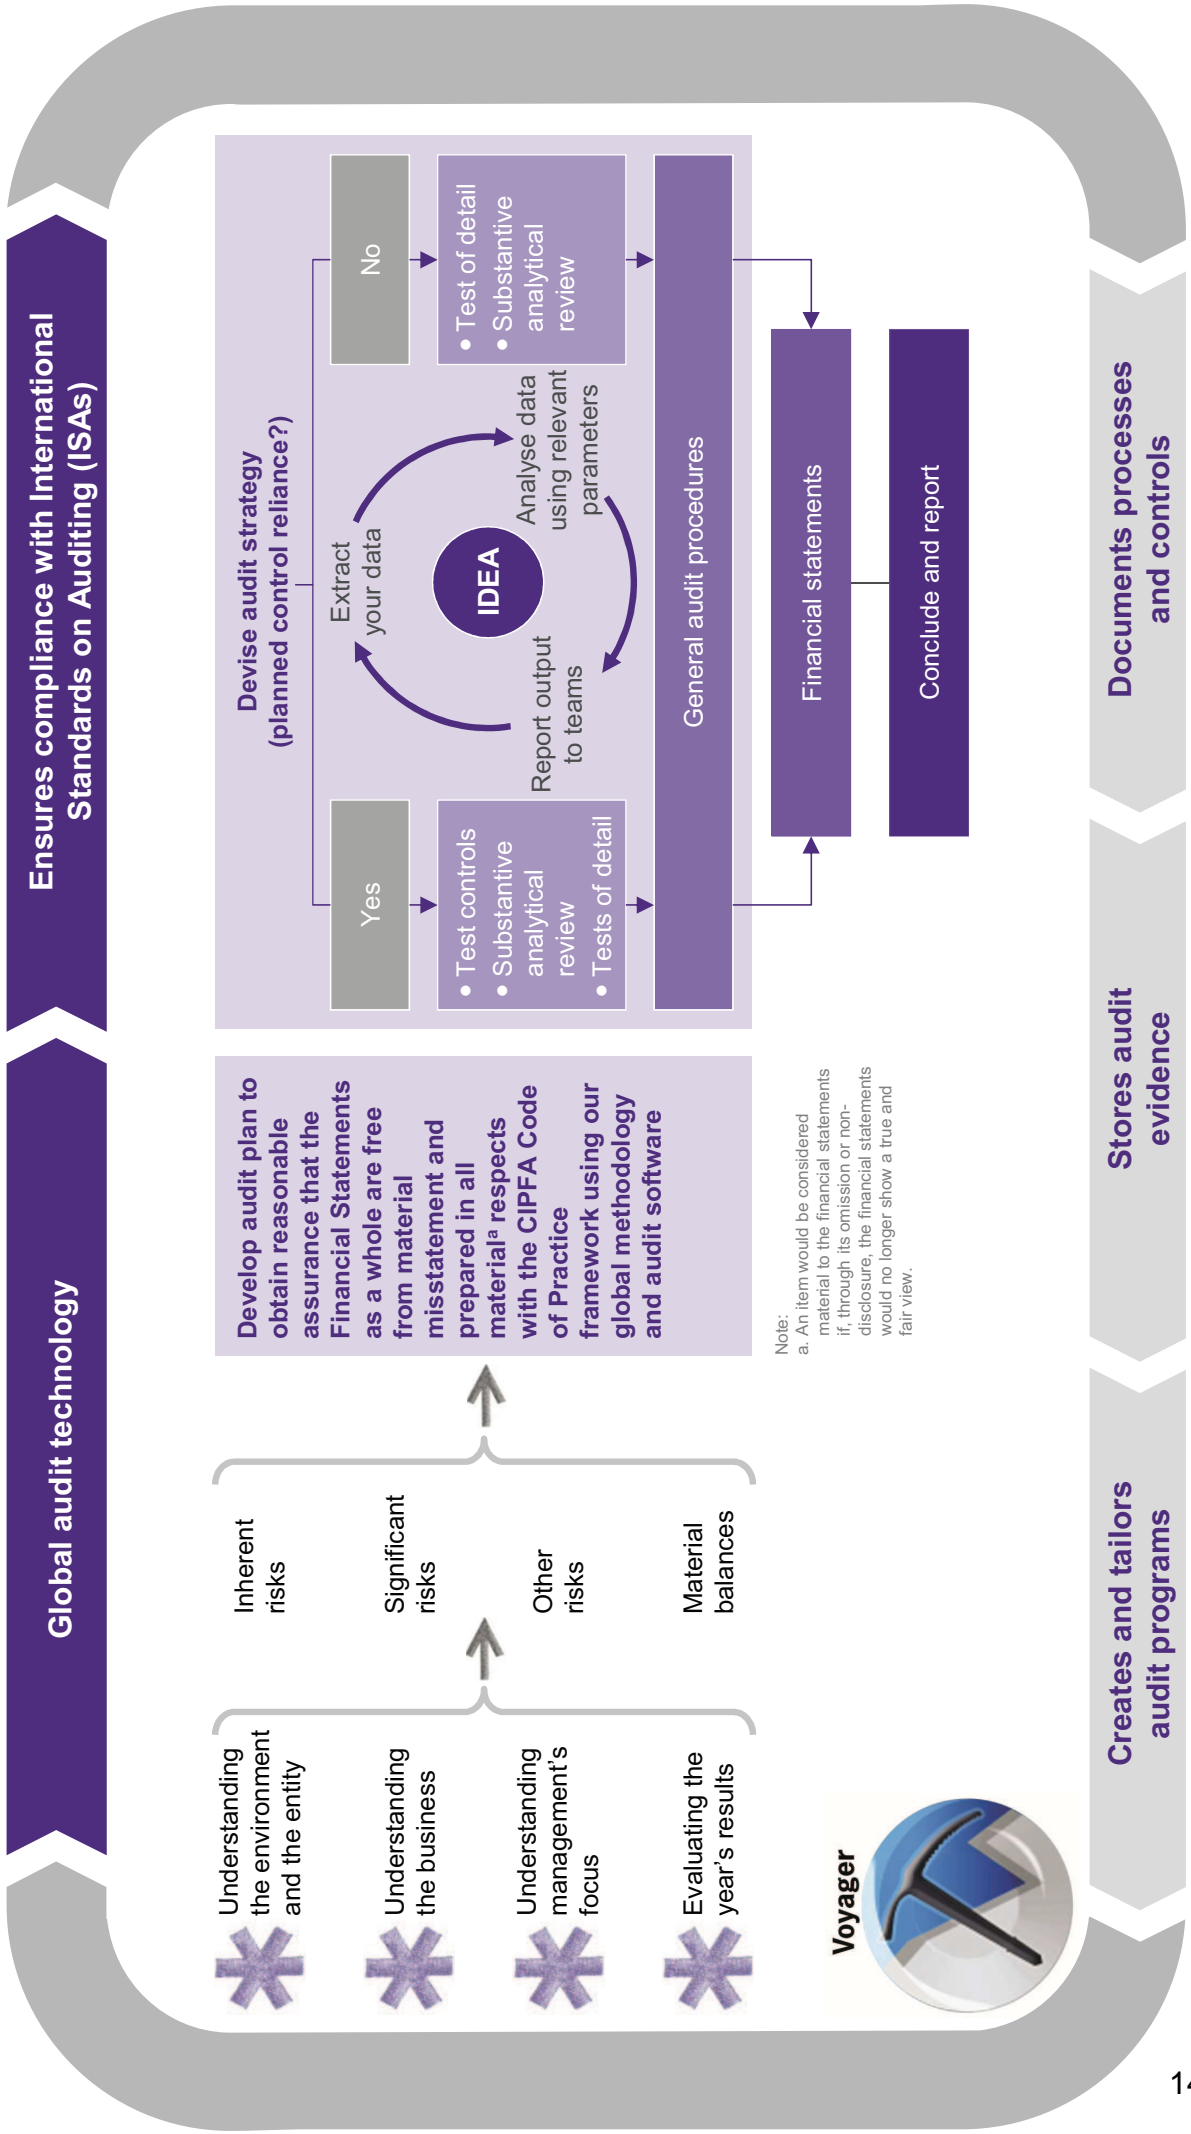 Global audit technology
Ensures compliance with International
Standards on Auditing (ISAs)
Understanding
the environment
and the entity
Understanding
the business
Understanding
management’s
focus
Evaluating the
year’s results
Inherent
risks
Significant
risks
Other
risks
Material
balances
Develop audit plan to
obtain reasonable
assurance that the
Financial Statements
as a whole are free
from material
misstatement and
prepared in all
materialª respects
with the CIPFA Code
of Practice
framework using our
global methodology
and audit software
Note:
a. An item would be considered
material to the financial statements
if, through its omission or non-
disclosure, the financial statements
would no longer show a true and
fair view.
Devise audit strategy
(planned control reliance?)
Yes
• Test controls
• Substantive
analytical
review
• Tests of detail
Extract
your data
IDEA
Report output
to teams
Analyse data
using relevant
parameters
No
• Test of detail
• Substantive
analytical
review
General audit procedures
Financial statements
Conclude and report
Voyager
Creates and tailors
audit programs
Stores audit
evidence
Documents processes
and controls